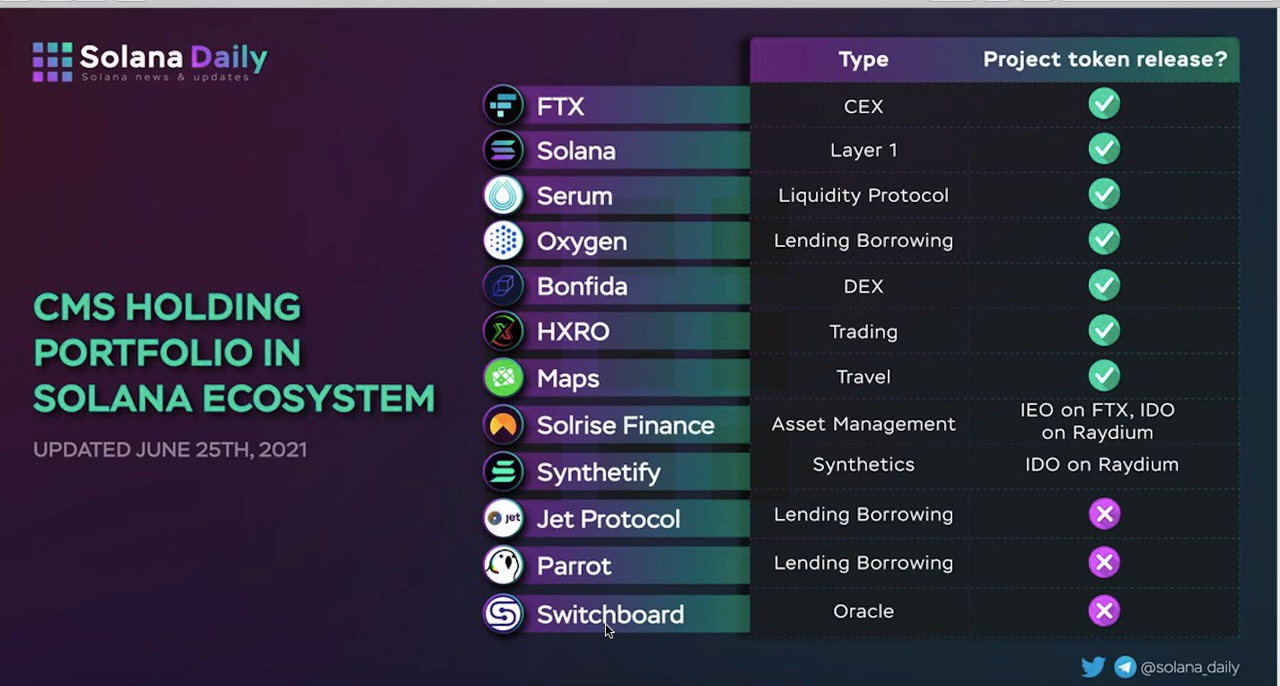 Solana Daily
Solana news & updates
CMS HOLDING
PORTFOLIO IN
SOLANA ECOSYSTEM
UPDATED JUNE 25TH, 2021
Type Project token release?
FTX CEX
Solana Layer 1
Serum Liquidity Protocol
Oxygen Lending Borrowing
Bonfida DEX
HXRO Trading
Maps Travel
Solrise Finance Asset Management IEO on FTX, IDO
on Raydium
Synthetify Synthetics IDO on Raydium
jet Jet Protocol Lending Borrowing
Parrot Lending Borrowing
Switchboard Oracle
@solana_daily